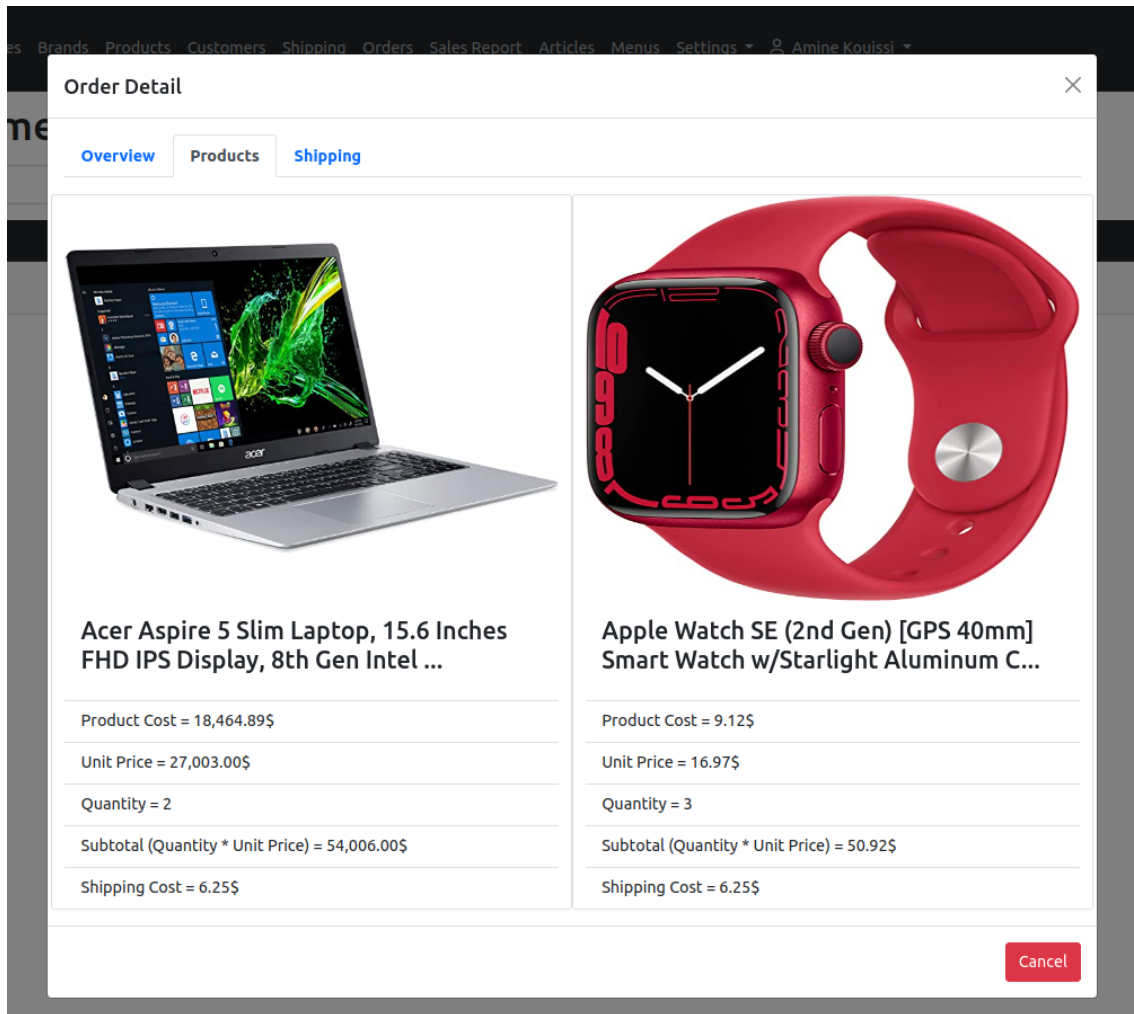 es Brands Products Customers Shipping Orders Sales Report Articles Menus Settings Amine Kouissi
me
Order Detail
Overview Products Shipping
acer
NETFLIX
Acer Aspire 5 Slim Laptop, 15.6 Inches
FHD IPS Display, 8th Gen Intel ...
Product Cost = 18,464.89$
Unit Price = 27,003.00$
Quantity = 2
Subtotal (Quantity * Unit Price) = 54,006.00$
Shipping Cost = 6.25$
Apple Watch SE (2nd Gen) [GPS 40mm]
Smart Watch w/Starlight Aluminum C...
Product Cost = 9.12$
Unit Price = 16.97$
Quantity = 3
Subtotal (Quantity * Unit Price) = 50.92$
Shipping Cost = 6.25$
Cancel